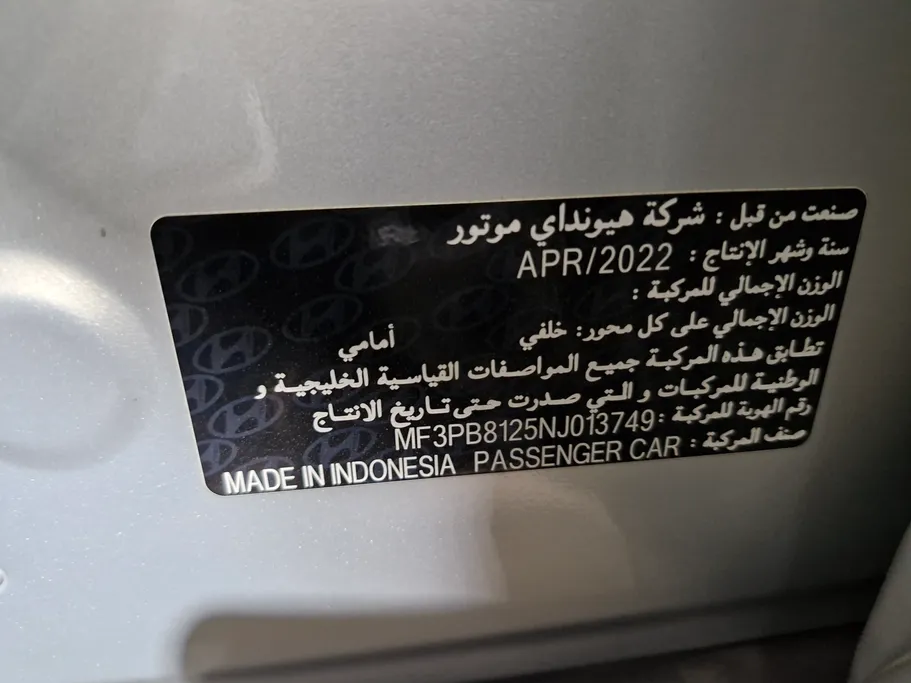 صنعت من قبل : شركة هيونداي موتور
سنة وشهر الإنتاج : APR/2022
الوزن الإجمالي للمركبة :
الوزن الإجمالي على كل محور: خلفي أمامي
تطابق هذه المركبة جميع المواصفات القياسية الخليجية و
الوطنية للمركبات و التي صدرت حتى تاريخ الانتاج
رقم الهوية للمركبة : MF3PB8125NJ013749
صنف المركبة : PASSENGER CAR MADE IN INDONESIA